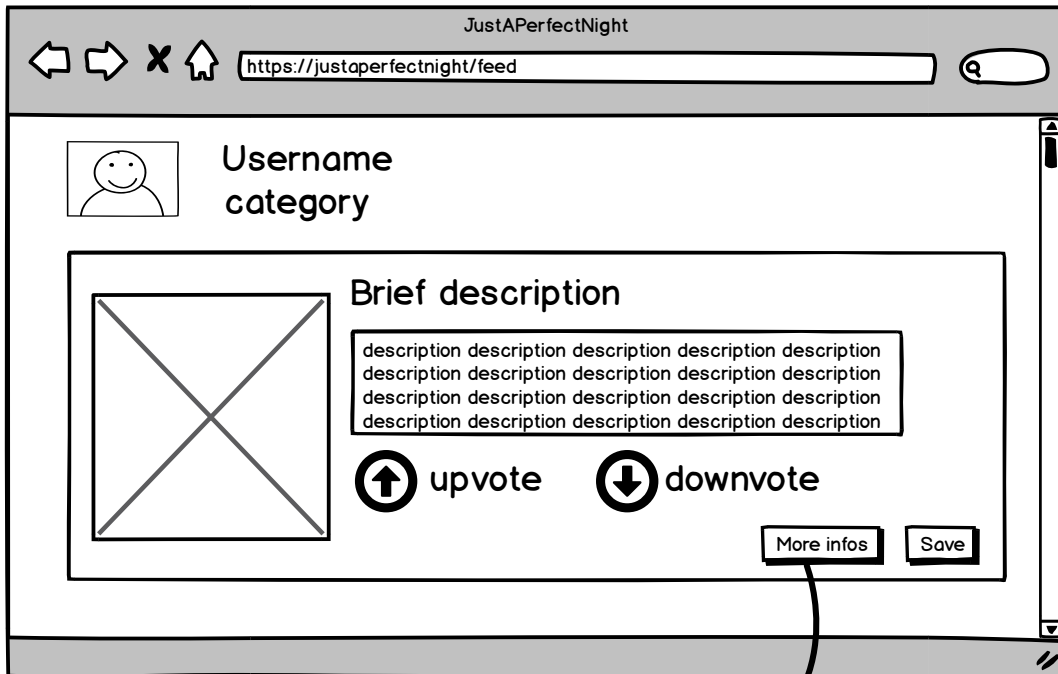 JustAPerfectNight
https://justaperfectnight/feed
Username
category
Brief description
description description description description description
description description description description description
description description description description description
description description description description description
upvote
downvote
More infos
Save